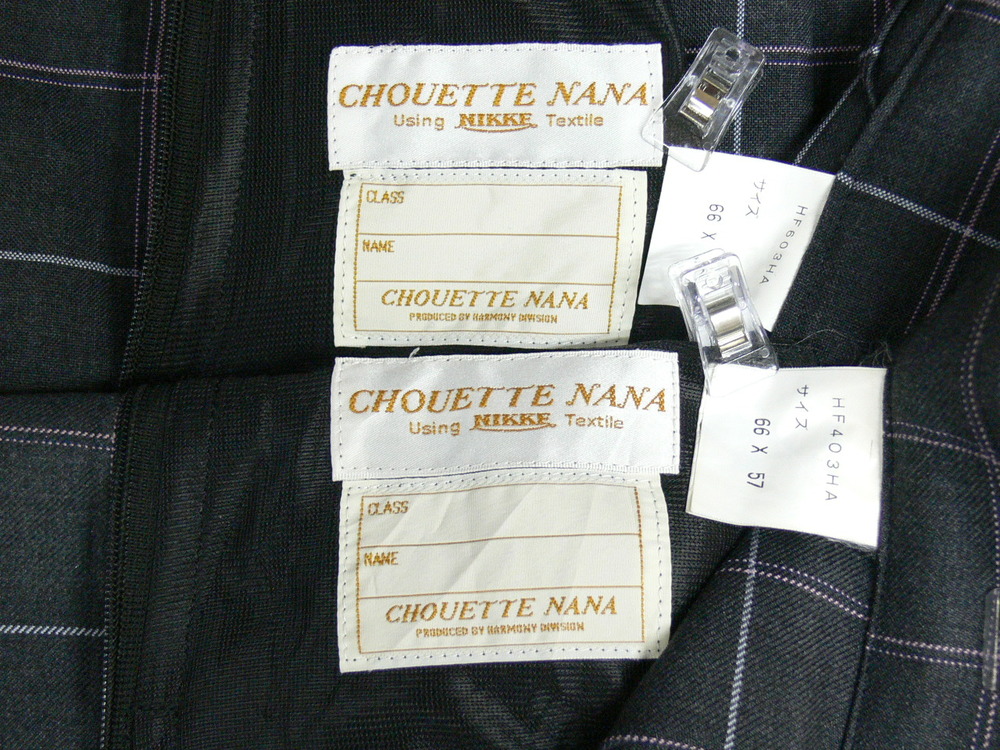 CHOUETTE NANA
Using NIKKE Textile
CLASS
NAME
CHOUETTE NANA
PRODUCED BY HARMONY DIVISION
HF603HA
サイズ
66 X
CHOUETTE NANA
Using NIKKE Textile
CLASS
NAME
CHOUETTE NANA
PRODUCED BY HARMONY DIVISION
HF403HA
サイズ
66 X 57